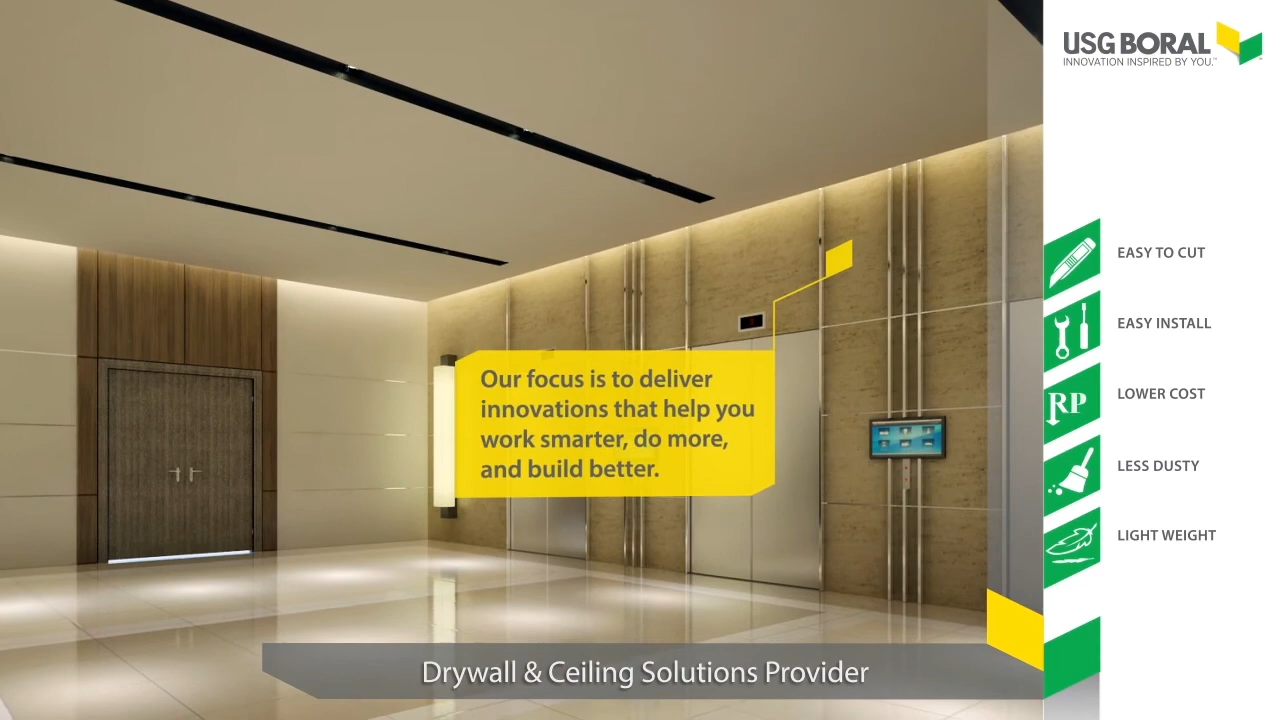 USG BORAL
INNOVATION INSPIRED BY YOU.™
EASY TO CUT
EASY INSTALL
RP
LOWER COST
LESS DUSTY
LIGHT WEIGHT
Our focus is to deliver
innovations that help you
work smarter, do more,
and build better.
Drywall & Ceiling Solutions Provider